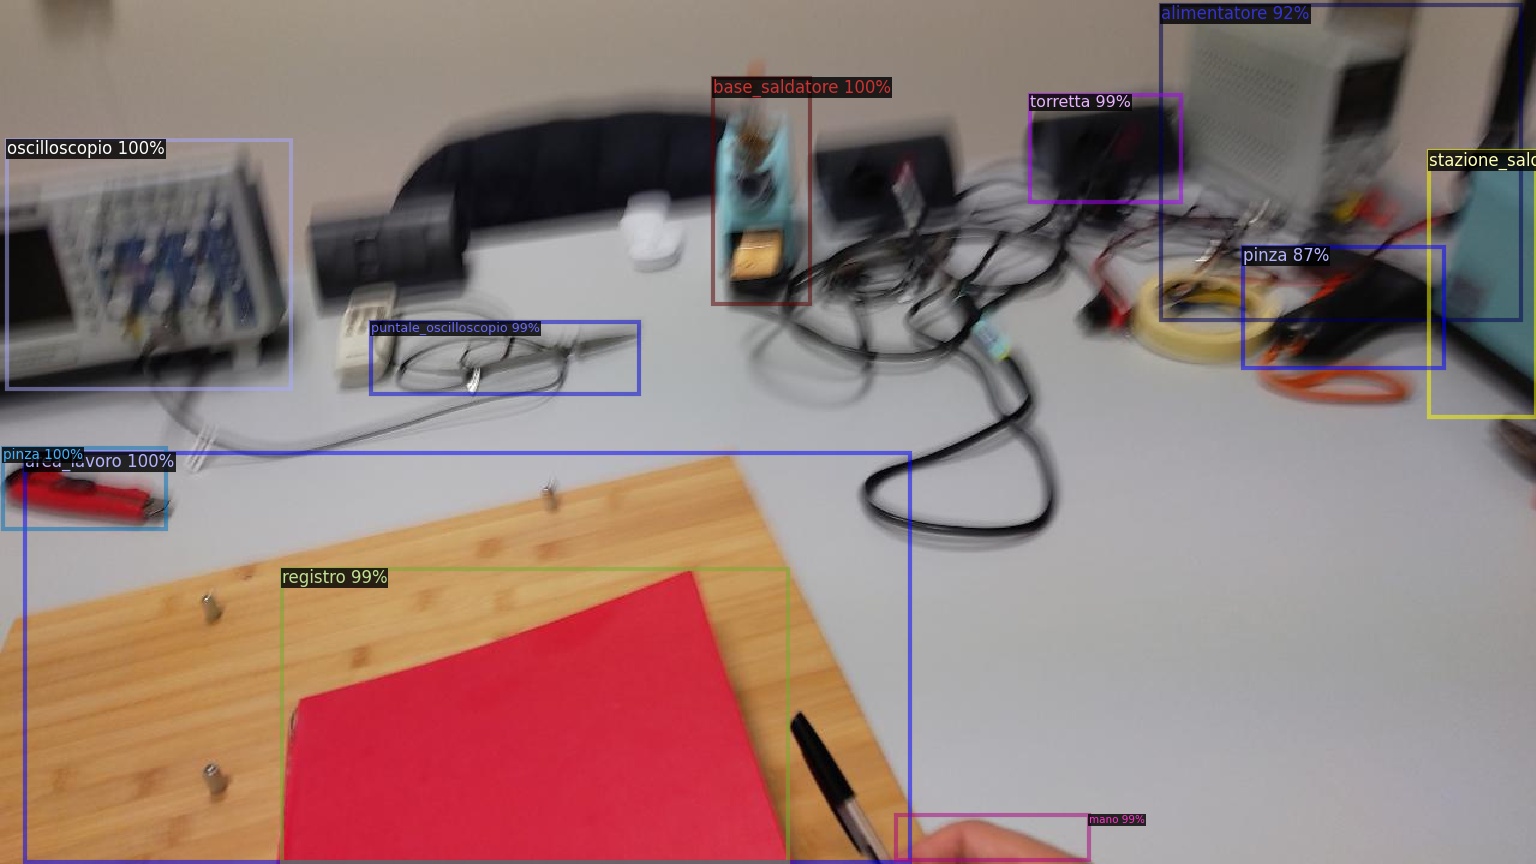 alimentatore 92%
base_saldatore 100%
torretta 99%
oscilloscopio 100%
stazione_sald
pinza 87%
puntale_oscilloscopio 99%
pinza 100%
area_lavoro 100%
registro 99%
mano 99%